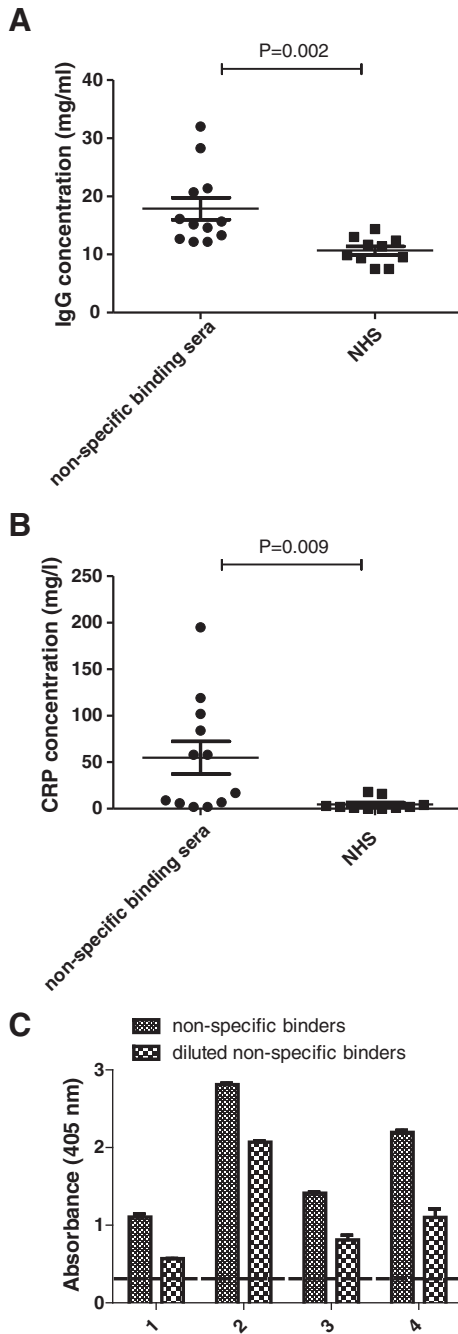 A
P=0.002
IgG concentration (mg/ml)
40
30
20
10
0
non-specific binding sera
NHS
B
P=0.009
CRP concentration (mg/l)
250
200
150
100
50
0
non-specific binding sera
NHS
C
non-specific binders
diluted non-specific binders
Absorbance (405 nm)
3
2
1
0
1
2
3
4